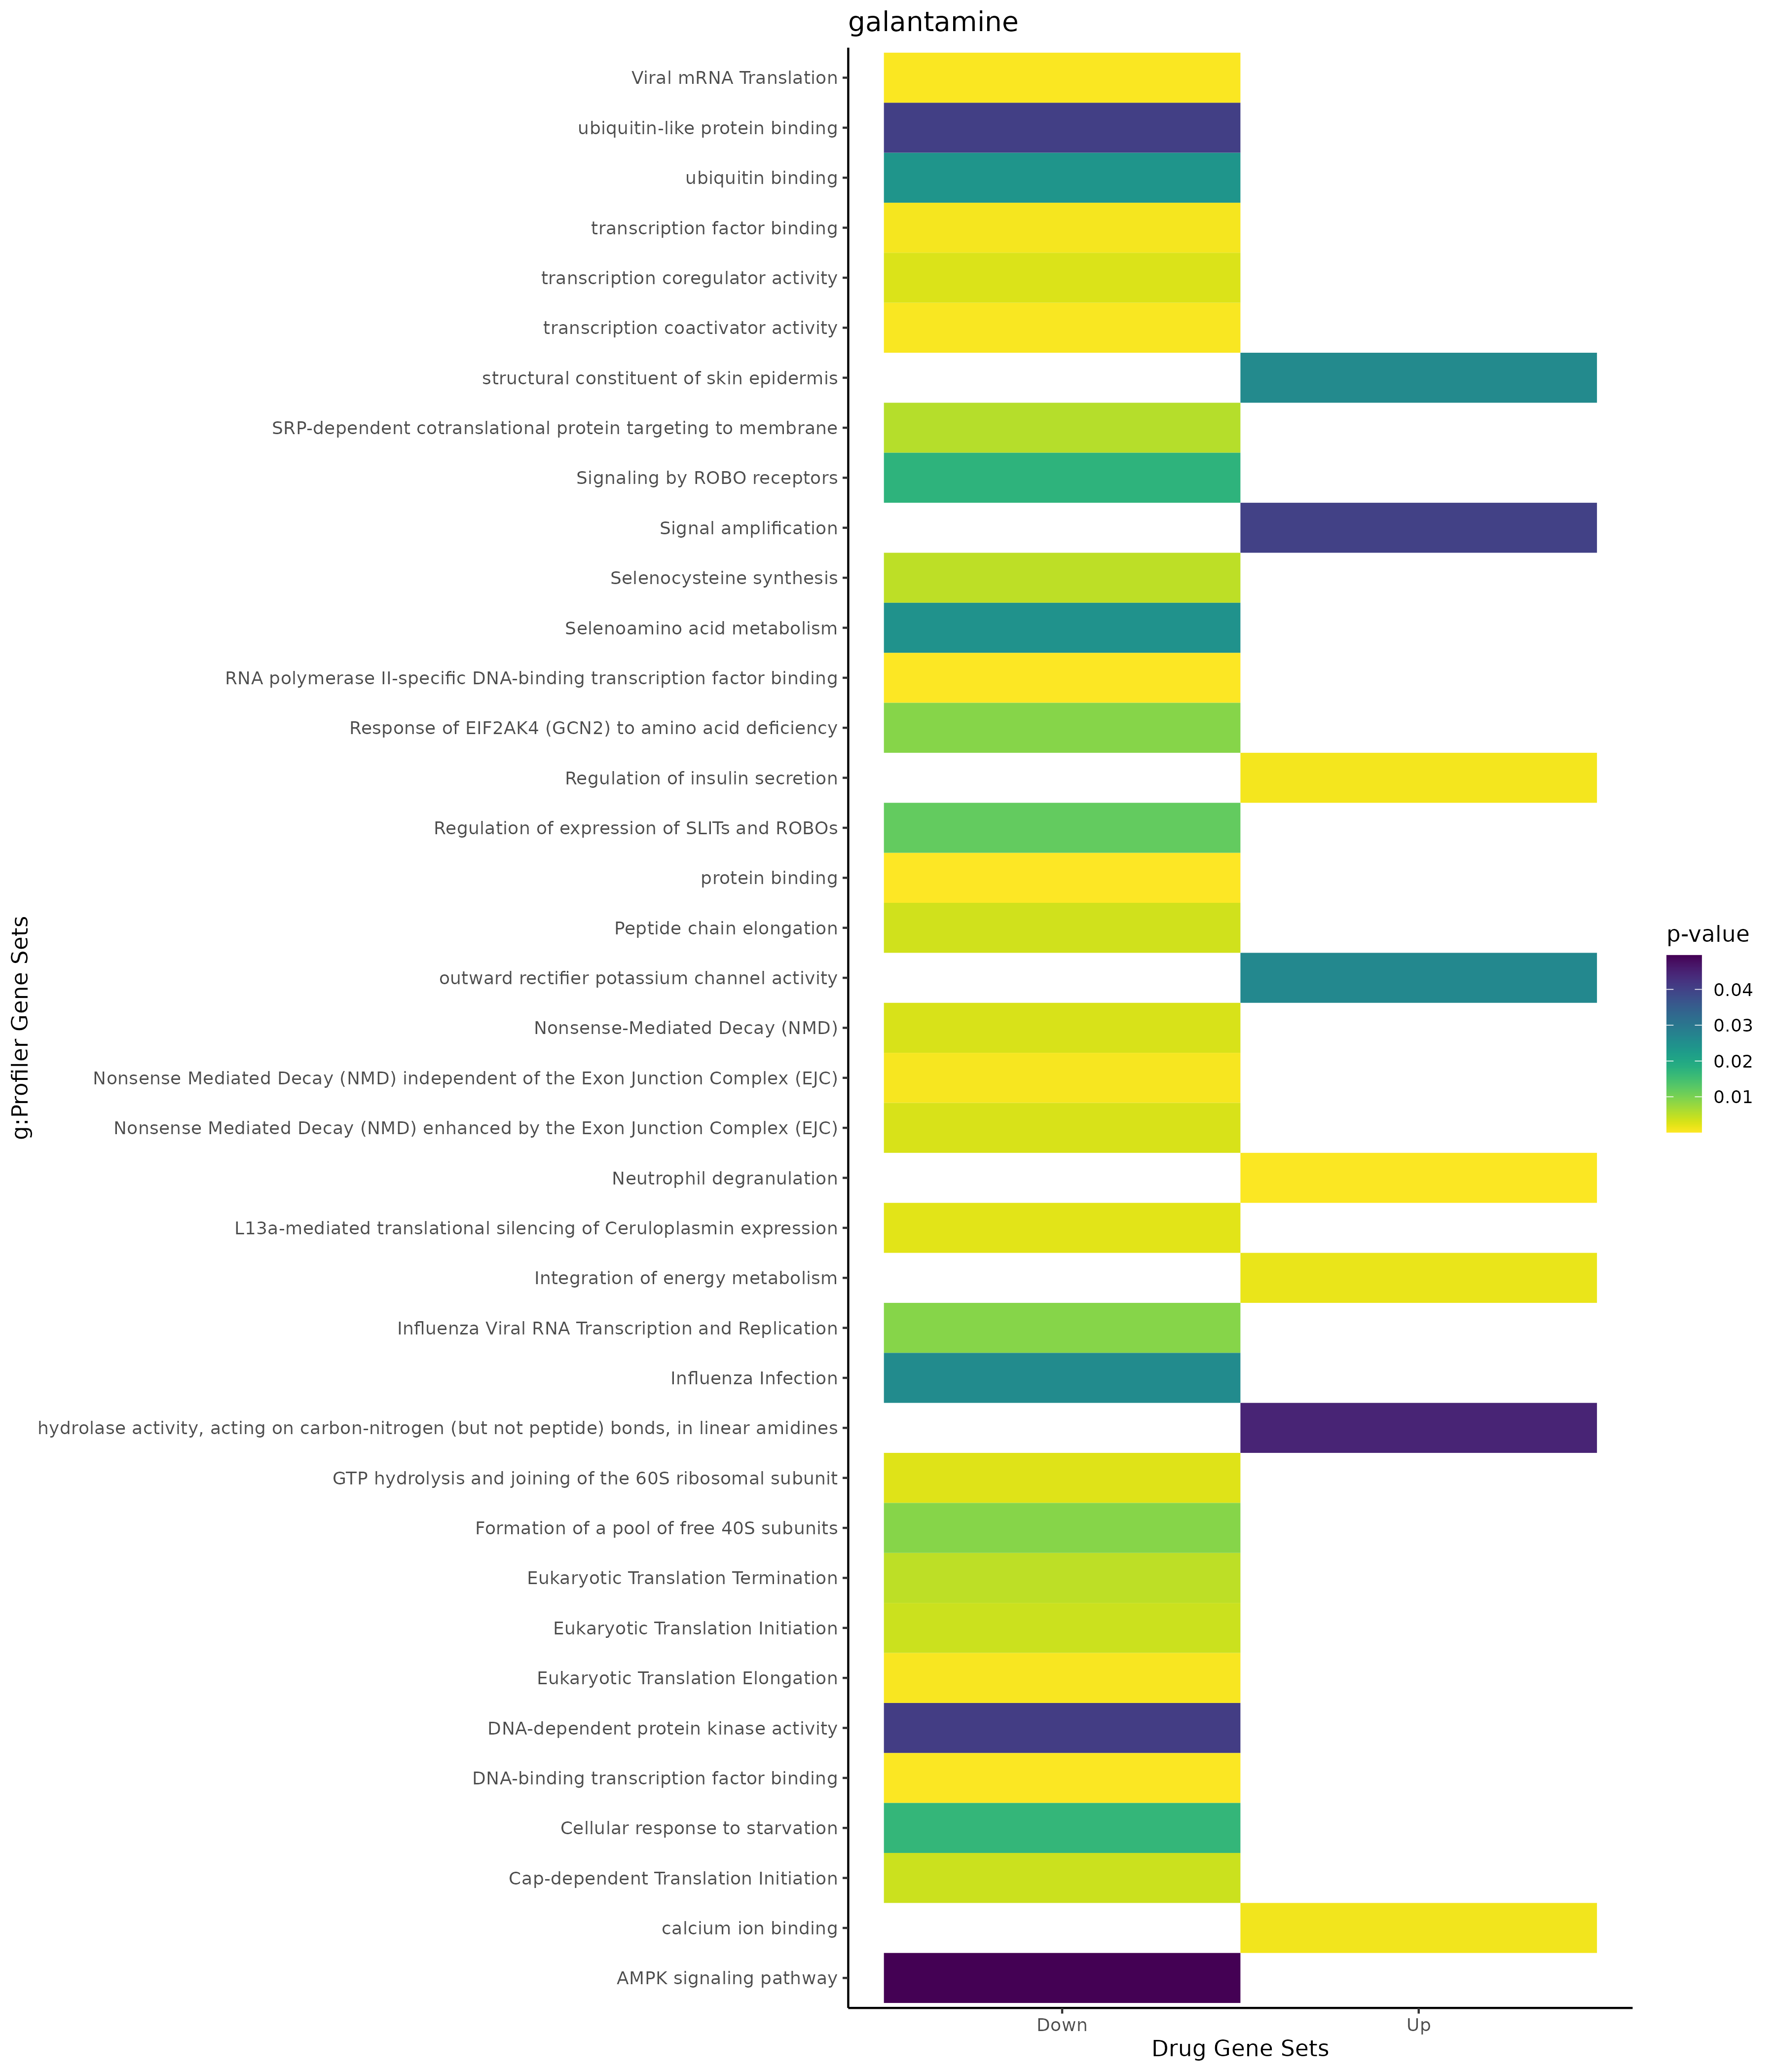 galantamine
g:Profiler Gene Sets
Viral mRNA Translation
ubiquitin-like protein binding
ubiquitin binding
transcription factor binding
transcription coregulator activity
transcription coactivator activity
structural constituent of skin epidermis
SRP-dependent cotranslational protein targeting to membrane
Signaling by ROBO receptors
Signal amplification
Selenocysteine synthesis
Selenoamino acid metabolism
RNA polymerase II-specific DNA-binding transcription factor binding
Response of EIF2AK4 (GCN2) to amino acid deficiency
Regulation of insulin secretion
Regulation of expression of SLITs and ROBOs
protein binding
Peptide chain elongation
outward rectifier potassium channel activity
Nonsense-Mediated Decay (NMD)
Nonsense Mediated Decay (NMD) independent of the Exon Junction Complex (EJC)
Nonsense Mediated Decay (NMD) enhanced by the Exon Junction Complex (EJC)
Neutrophil degranulation
L13a-mediated translational silencing of Ceruloplasmin expression
Integration of energy metabolism
Influenza Viral RNA Transcription and Replication
Influenza Infection
hydrolase activity, acting on carbon-nitrogen (but not peptide) bonds, in linear amidines
GTP hydrolysis and joining of the 60S ribosomal subunit
Formation of a pool of free 40S subunits
Eukaryotic Translation Termination
Eukaryotic Translation Initiation
Eukaryotic Translation Elongation
DNA-dependent protein kinase activity
DNA-binding transcription factor binding
Cellular response to starvation
Cap-dependent Translation Initiation
calcium ion binding
AMPK signaling pathway
Down
Up
Drug Gene Sets
p-value
0.04
0.03
0.02
0.01